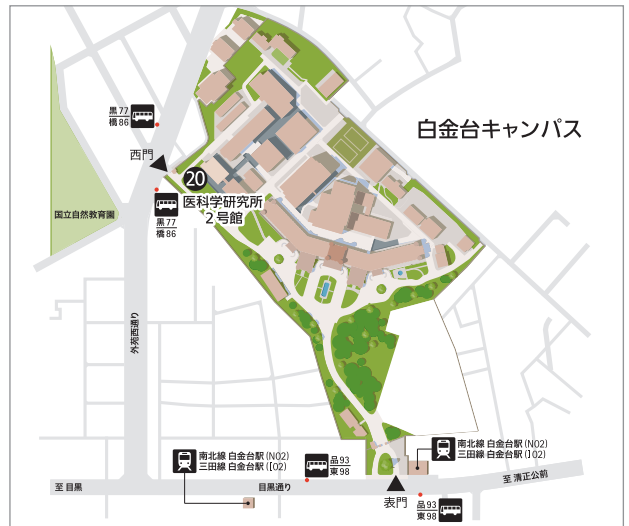 白金台キャンパス
黒77
橋86
西門
20
医科学研究所
2号館
黒77
橋86
国立自然教育園
外苑西通り
南北線 白金台駅(N02)
三田線 白金台駅(I02)
品93
東98
南北線 白金台駅(N02)
三田線 白金台駅(I02)
至 目黒
目黒通り
表門
至 清正公前
品93
東98